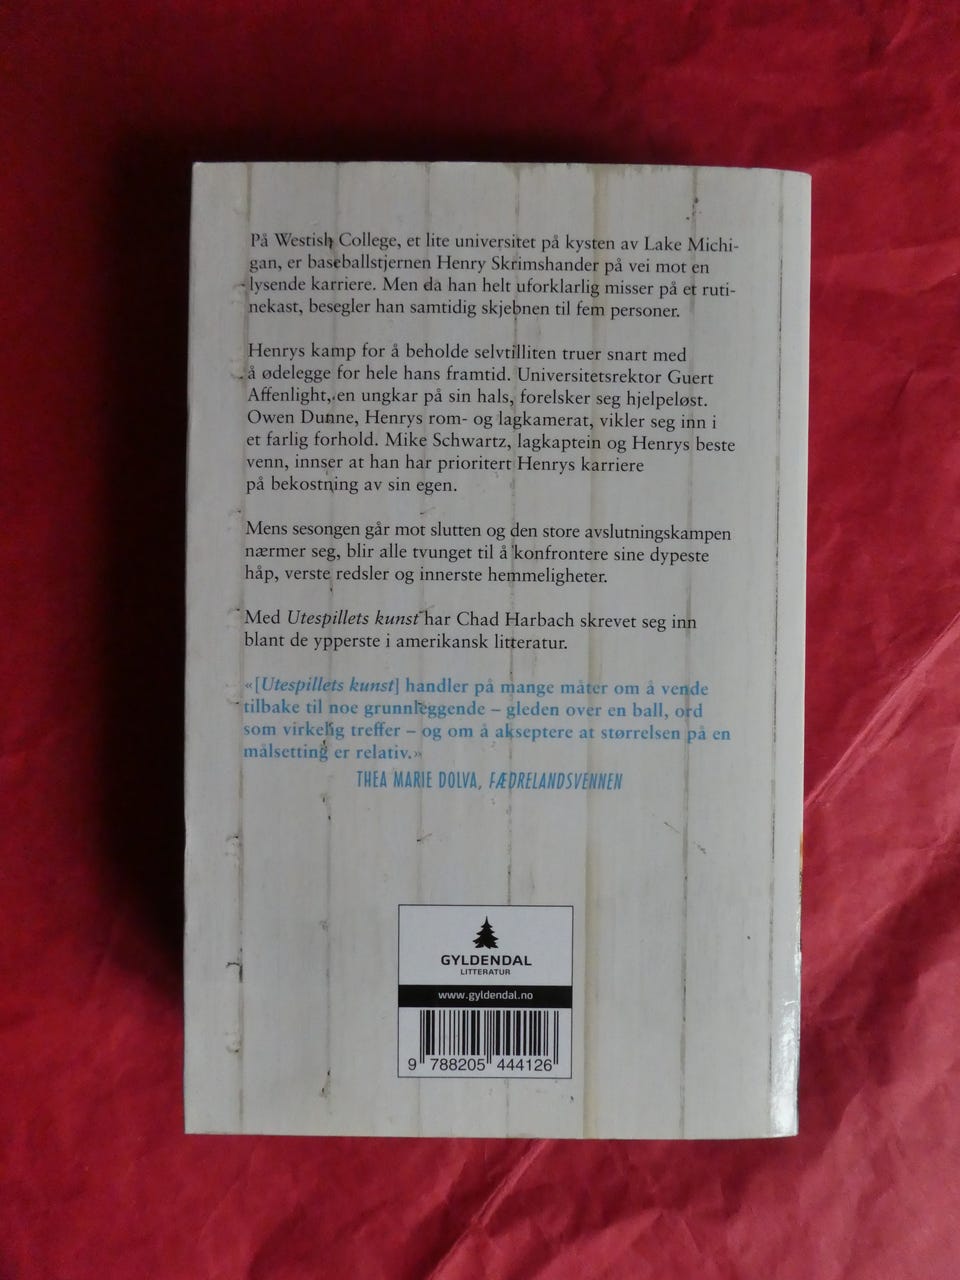 På Westish College, et lite universitet på kysten av Lake Michi-
gan, er baseballstjernen Henry Skrimshander på vei mot en
lysende karriere. Men da han helt uforklarlig misser på et ruti-
nekast, besegler han samtidig skjebnen til fem personer.
Henrys kamp for å beholde selvtilliten truer snart med
å ødelegge for hele hans framtid. Universitetsrektor Guert
Affenlight, en ungkar på sin hals, forelsker seg hjelpeløst.
Owen Dunne, Henrys rom- og lagkamerat, vikler seg inn i
et farlig forhold. Mike Schwartz, lagkaptein og Henrys beste
venn, innser at han har prioritert Henrys karriere
på bekostning av sin egen.
Mens sesongen går mot slutten og den store avslutningskampen
nærmer seg, blir alle tvunget til å konfrontere sine dypeste
håp, verste redsler og innerste hemmeligheter.
Med Utespillets kunst har Chad Harbach skrevet seg inn
blant de ypperste i amerikansk litteratur.
«[Utespillets kunst] handler på mange måter om å vende
tilbake til noe grunnleggende – gleden over en ball, ord
som virkelig treffer – og om å akseptere at størrelsen på en
målsetting er relativ.»
THEA MARIE DOLVA, FÆDRELANDSVENNEN
GYLDENDAL
LITTERATUR
www.gyldendal.no
9 788205 444126